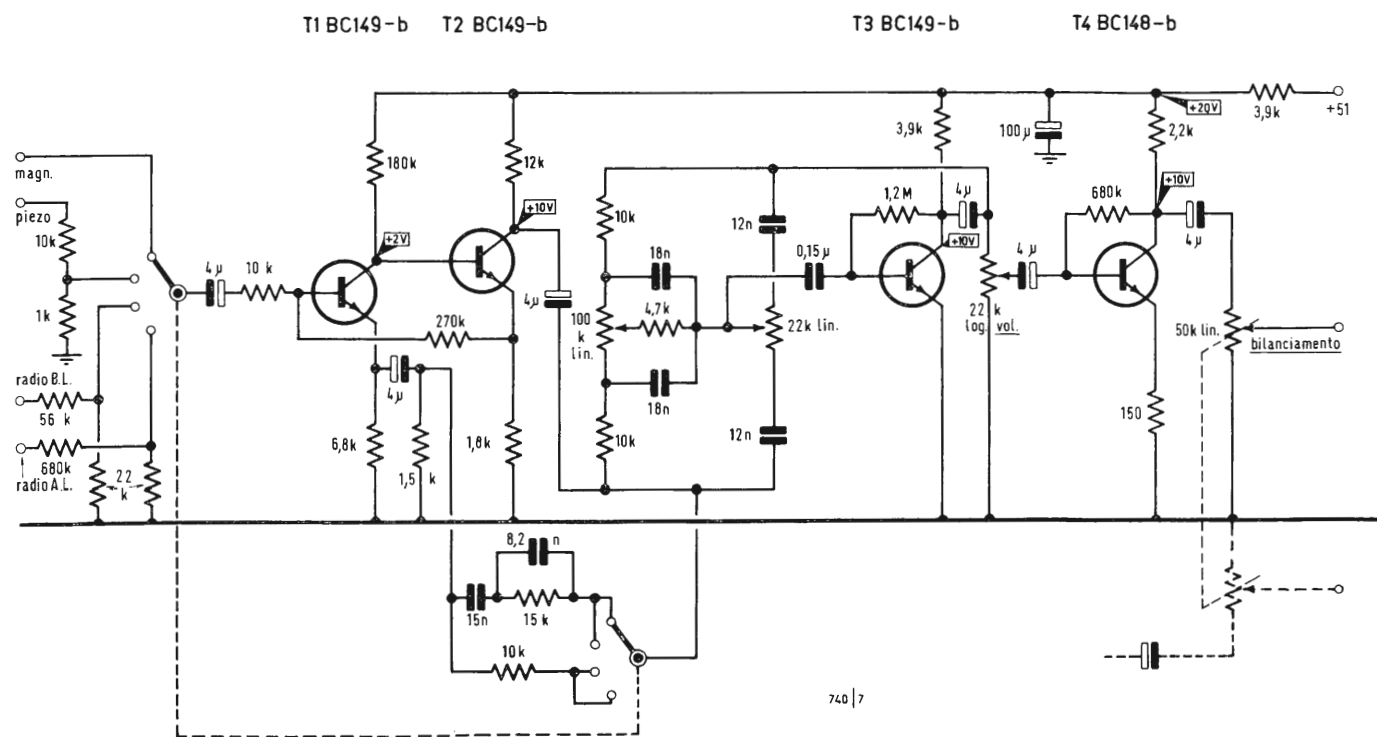 T1 BC149-b
T2 BC149-b
T3 BC149-b
T4 BC148-b
+20V
3,9k
+51
3,9k
100µ
2,2k
magn.
180k
12k
piezo
10k
+2V
+10V
10k
12n
1,2M
4µ
680k
+10V
4µ
4µ
10 k
18n
0,15µ
+10V
4µ
1k
270k
4µ
100 k lin.
4,7k
22k lin.
22 k
log. vol.
50k lin.
bilanciamento
radio B.L.
56 k
4µ
18n
12n
150
680k
radio A.L.
22 k
6,8k
1,5 k
1,8k
10k
8,2 n
15n
15 k
10k
740|7